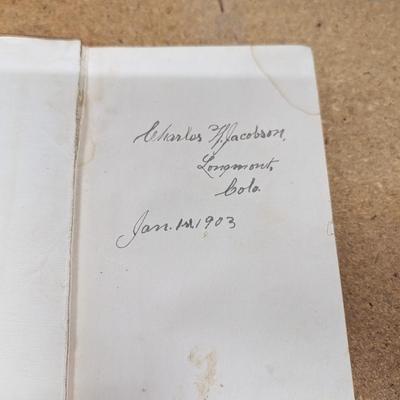 Charles N. Jacobson,
Longmont,
Colo.
Jan. 1st. 1903